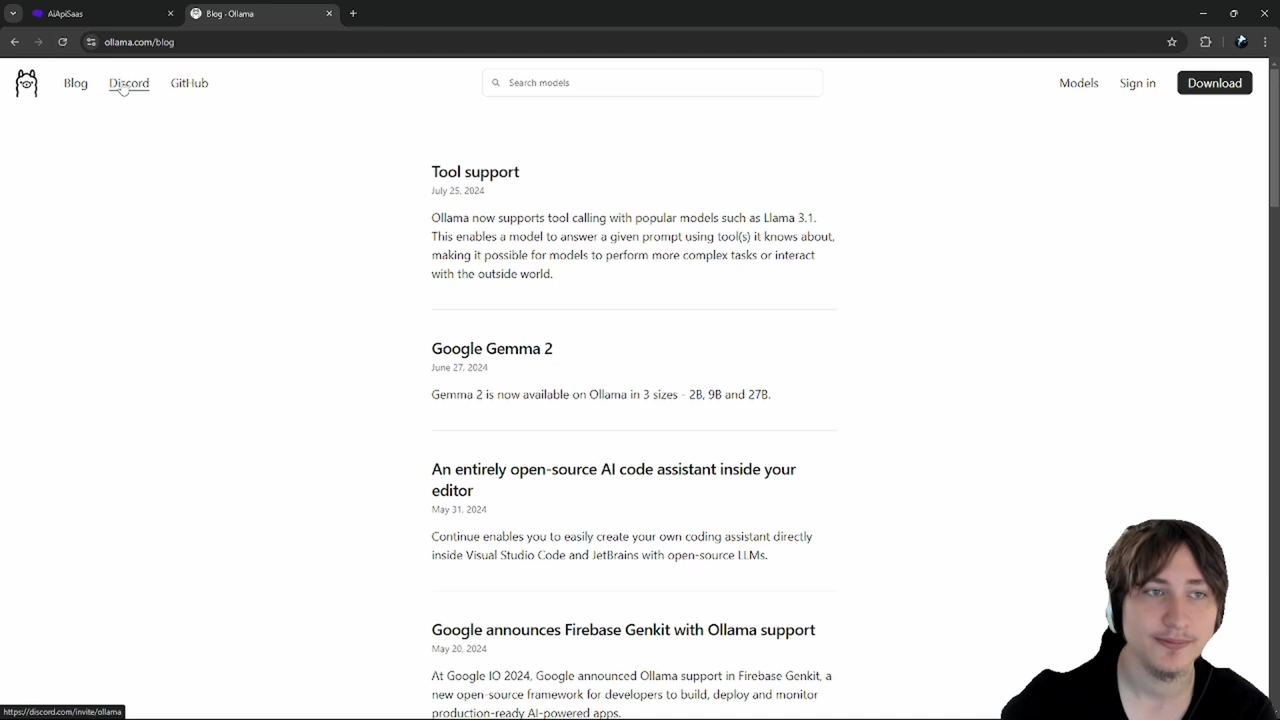 AiApiSaas
Blog - Ollama
ollama.com/blog
Blog
Discord
GitHub
Search models
Models
Sign in
Download
Tool support
July 25, 2024
Ollama now supports tool calling with popular models such as Llama 3.1.
This enables a model to answer a given prompt using tool(s) it knows about,
making it possible for models to perform more complex tasks or interact
with the outside world.
Google Gemma 2
June 27, 2024
Gemma 2 is now available on Ollama in 3 sizes - 2B, 9B and 27B.
An entirely open-source AI code assistant inside your
editor
May 31, 2024
Continue enables you to easily create your own coding assistant directly
inside Visual Studio Code and JetBrains with open-source LLMs.
Google announces Firebase Genkit with Ollama support
May 20, 2024
At Google IO 2024, Google announced Ollama support in Firebase Genkit, a
new open-source framework for developers to build, deploy and monitor
production-ready AI-powered apps.
https://discord.com/invite/ollama